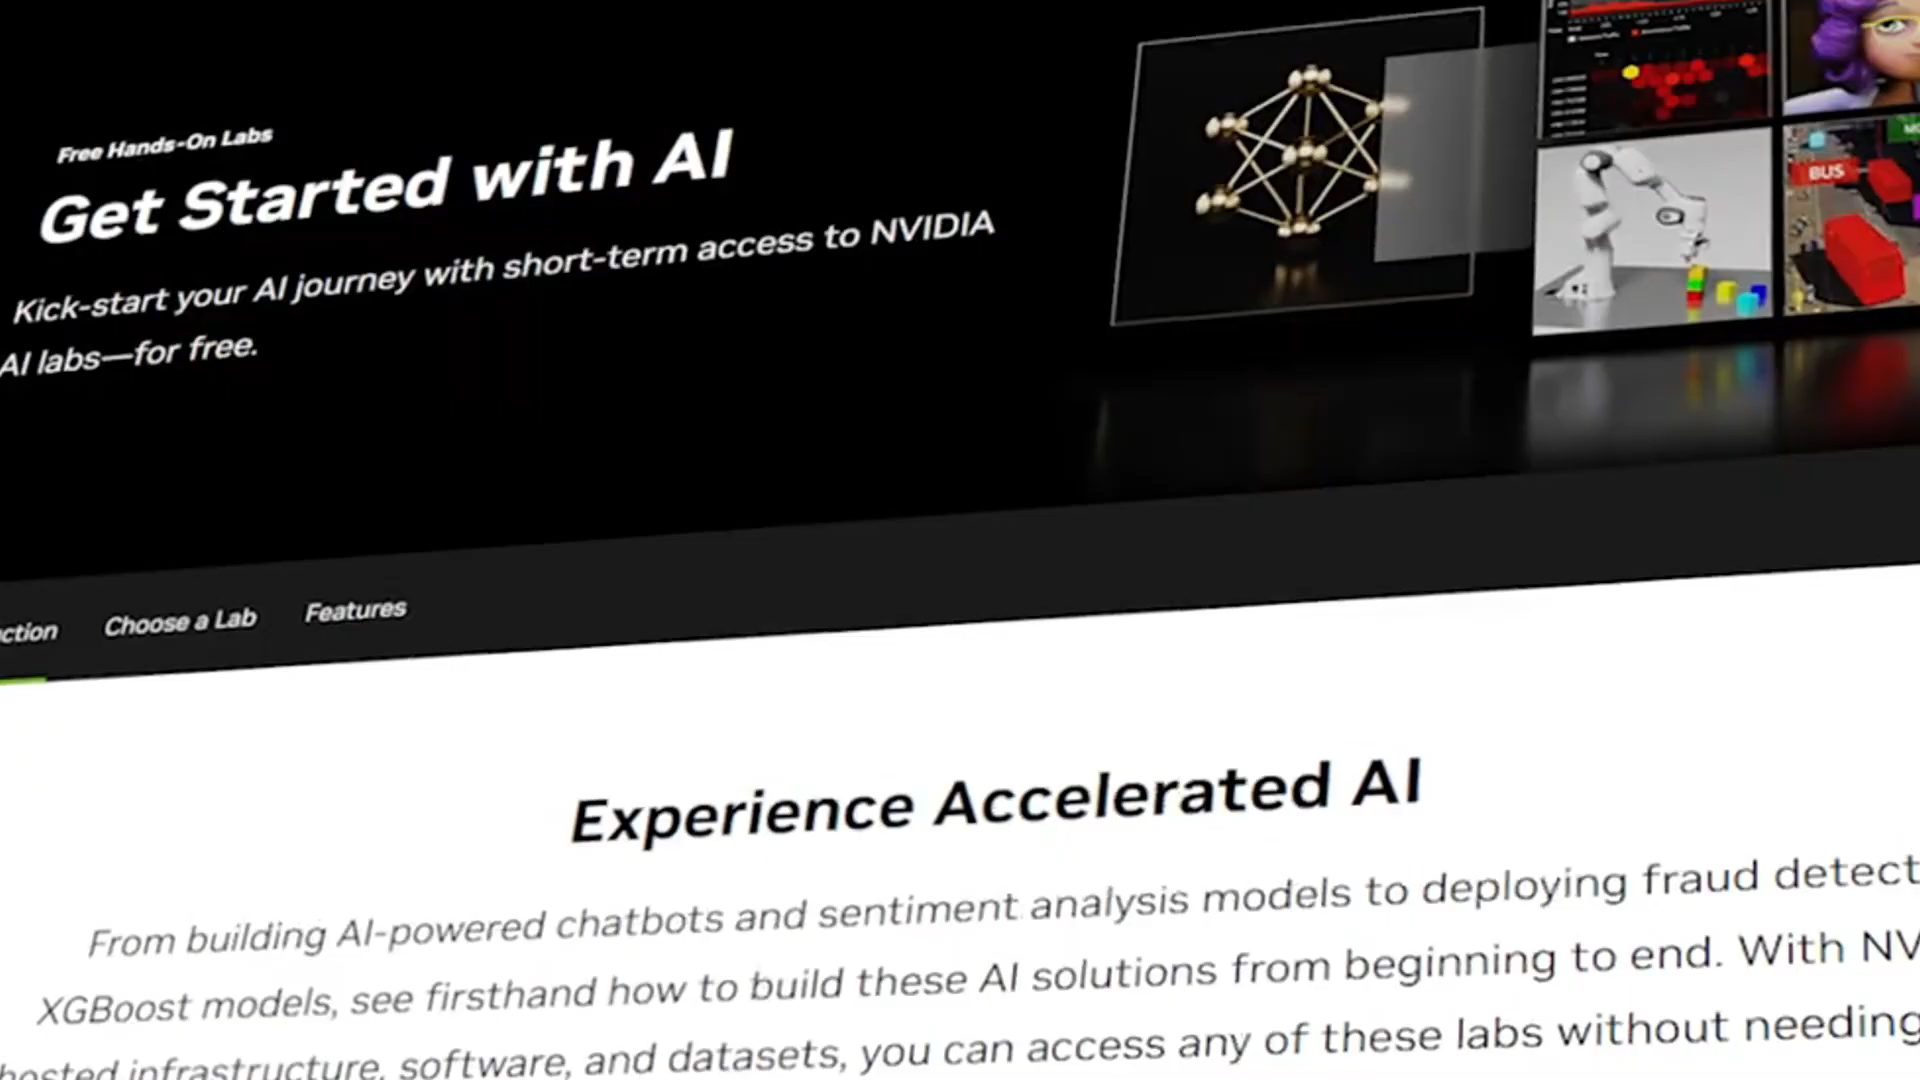 Free Hands-On Labs
Get Started with AI
Kick-start your AI journey with short-term access to NVIDIA
AI labs—for free.
BUS
Choose a Lab
Features
Experience Accelerated AI
From building AI-powered chatbots and sentiment analysis models to deploying fraud
XGBoost models, see firsthand how to build these AI solutions from beginning to end. With
hosted infrastructure, software, and datasets, you can access any of these labs without needing